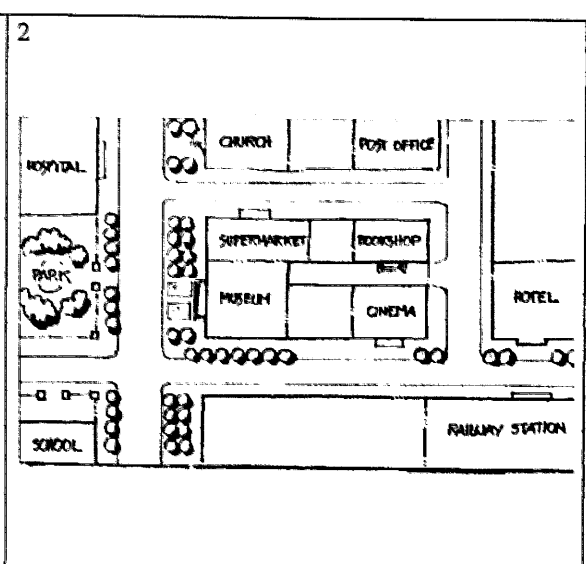 2
CHURCH
POST OFFICE
HOSPITAL
SUPERMARKET
BOOKSHOP
PARK
MUSEUM
CINEMA
HOTEL
SCHOOL
RAILWAY STATION